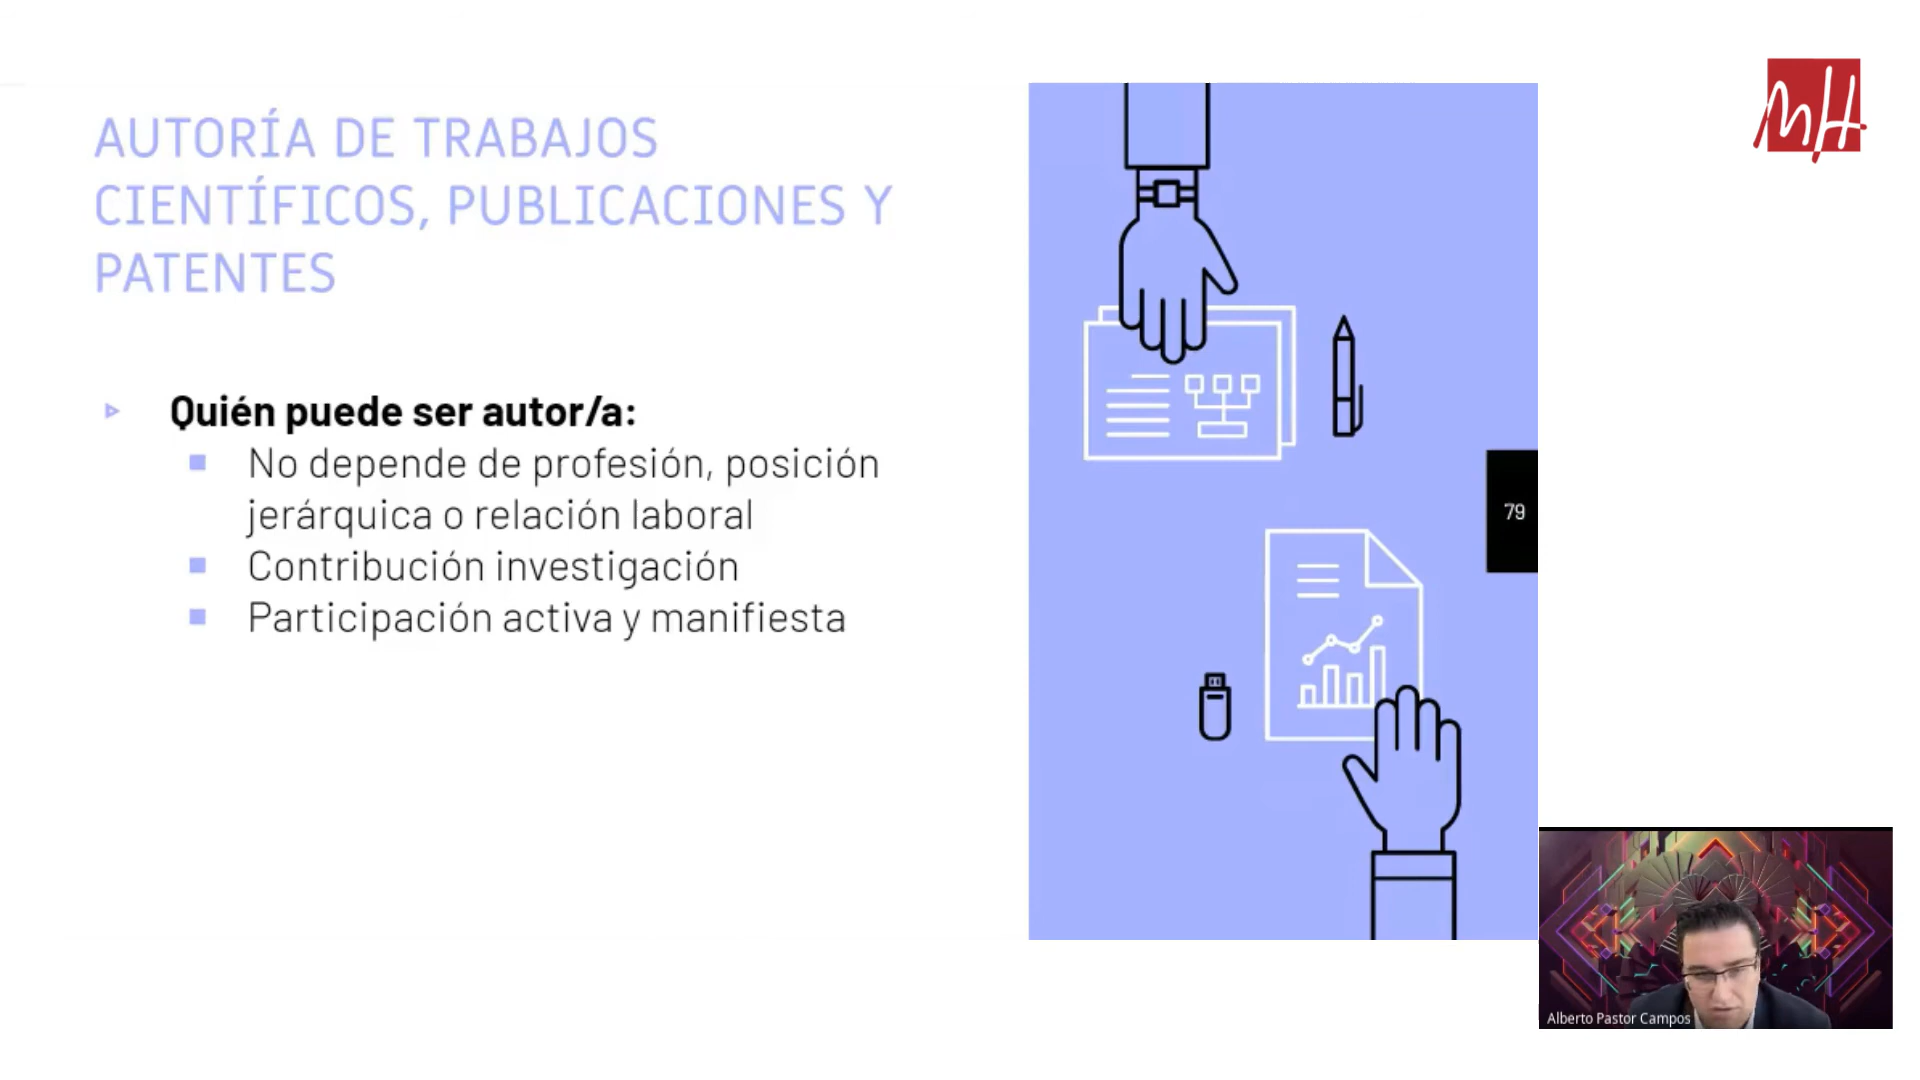 AUTORÍA DE TRABAJOS
CIENTÍFICOS, PUBLICACIONES Y
PATENTES
Quién puede ser autor/a:
No depende de profesión, posición
jerárquica o relación laboral
Contribución investigación
Participación activa y manifiesta
79
MH
Alberto Pastor Campos